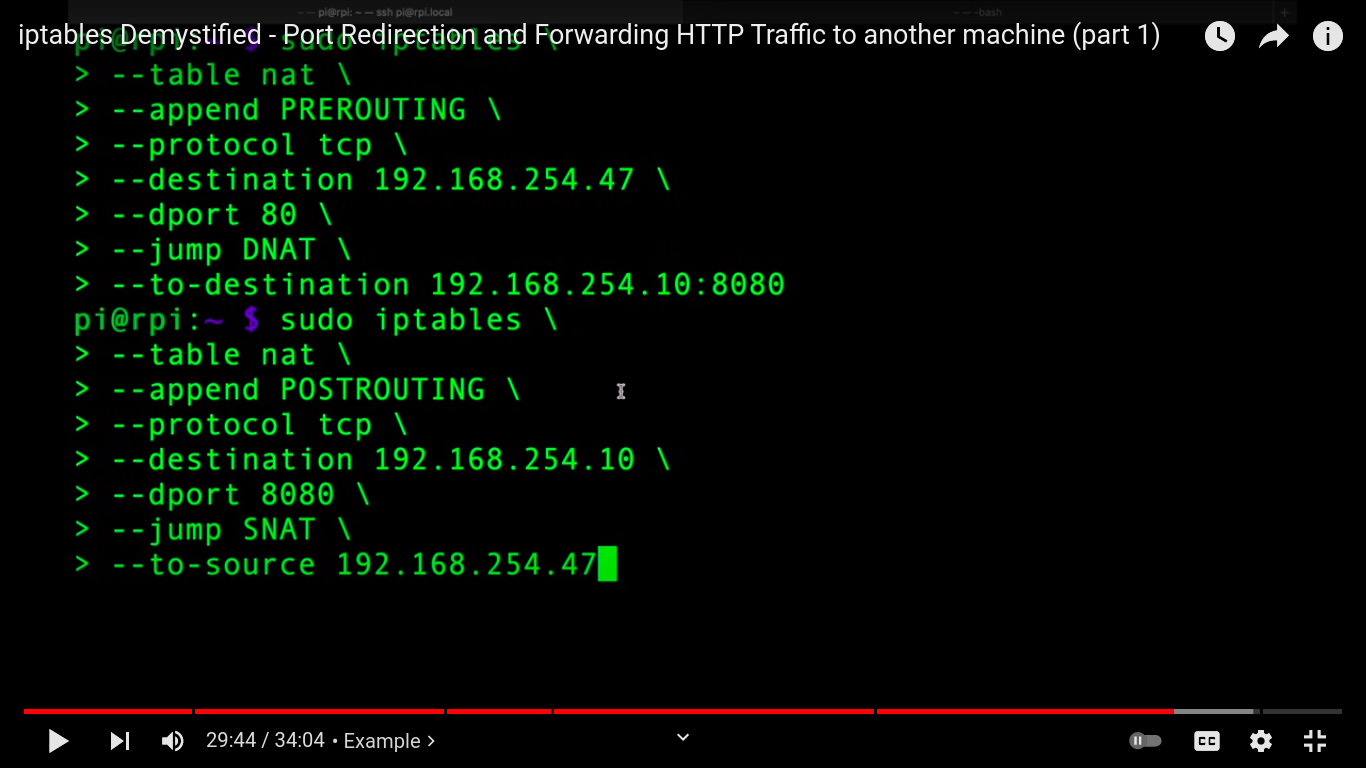 pi@rpi: ~ — ssh pi@rpi.local
-bash
iptables Demystified - Port Redirection and Forwarding HTTP Traffic to another machine (part 1)
pi@rpi:~ $ sudo iptables \
> --table nat \
> --append PREROUTING \
> --protocol tcp \
> --destination 192.168.254.47 \
> --dport 80 \
> --jump DNAT \
> --to-destination 192.168.254.10:8080
pi@rpi:~ $ sudo iptables \
> --table nat \
> --append POSTROUTING \
> --protocol tcp \
> --destination 192.168.254.10 \
> --dport 8080 \
> --jump SNAT \
> --to-source 192.168.254.47
29:44 / 34:04 • Example >
CC